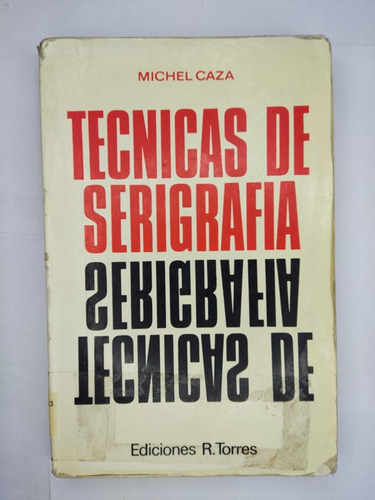 MICHEL CAZA
TECNICAS DE
SERIGRAFIA
SERIGRAFIA
TECNICAS DE
Ediciones R.Torres